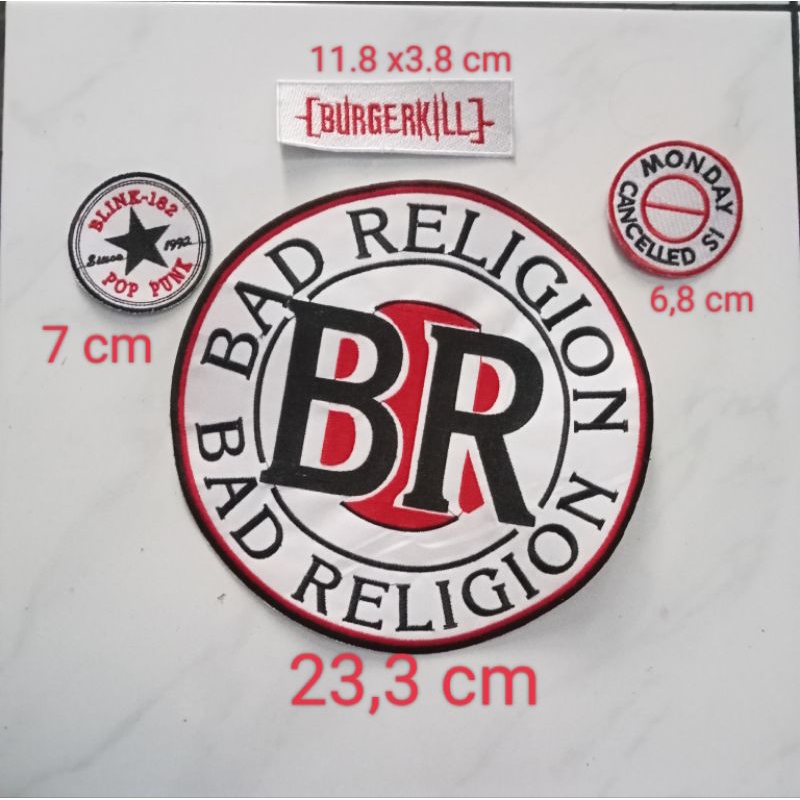 11.8 x3.8 cm
{BURGERKILL}
BLINK-182
Since 1992
POP PUNK
7 cm
MONDAY
CANCELLED SI
6,8 cm
BAD RELIGION
BR
BAD RELIGION
23,3 cm